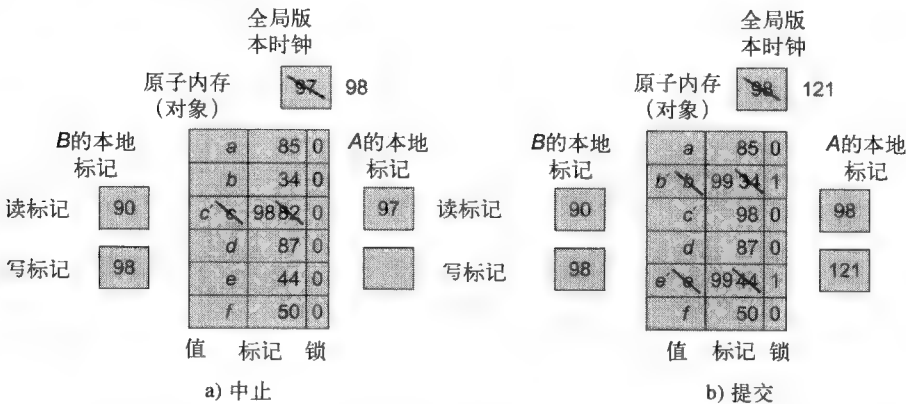 全局版
本时钟
原子内存
（对象）
97 98
B的本地
标记
A的本地
标记
读标记 90
写标记 98
a 85 0
b 34 0
c' c 98 82 0
d 87 0
e 44 0
f 50 0
97
值 标记 锁
a) 中止
全局版
本时钟
原子内存
（对象）
98 121
B的本地
标记
A的本地
标记
读标记 90
写标记 98
a 85 0
b' b 99 34 1
c' 98 0
d 87 0
e' e 99 44 1
f 50 0
98
121
值 标记 锁
b) 提交